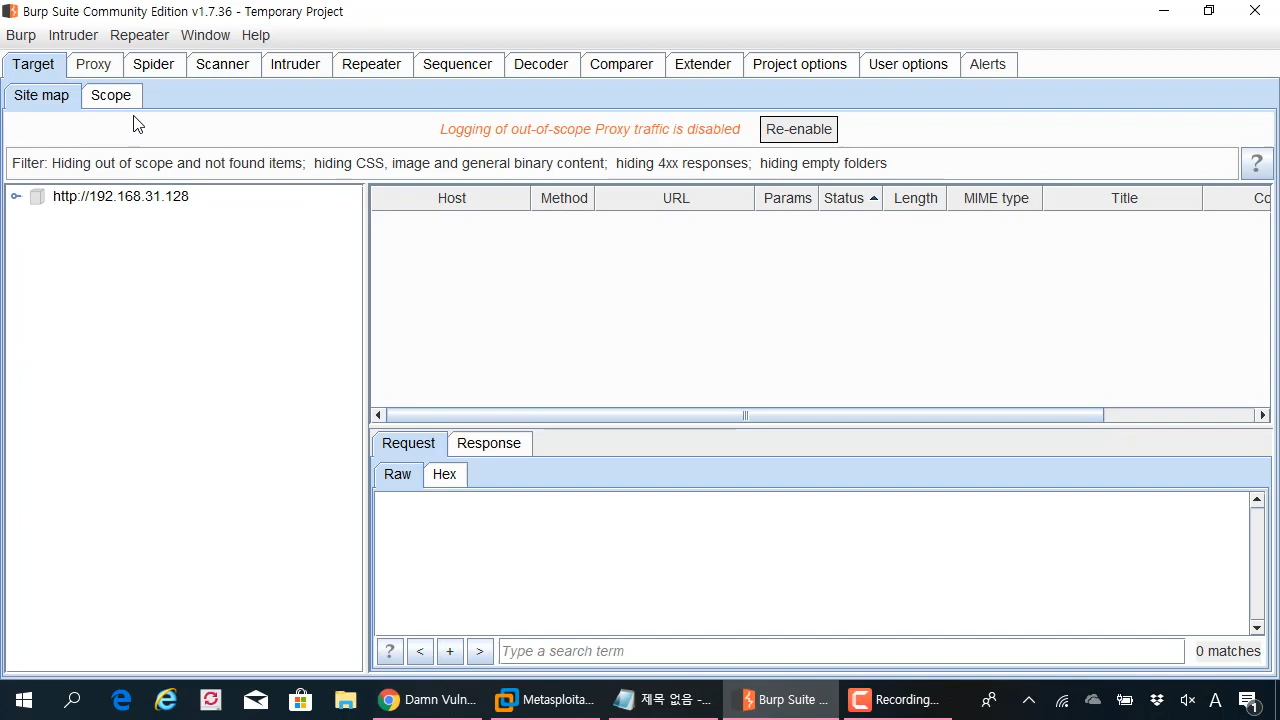 Burp Suite Community Edition v1.7.36 - Temporary Project
Burp Intruder Repeater Window Help
Target Proxy Spider Scanner Intruder Repeater Sequencer Decoder Comparer Extender Project options User options Alerts
Site map Scope
Logging of out-of-scope Proxy traffic is disabled Re-enable
Filter: Hiding out of scope and not found items; hiding CSS, image and general binary content; hiding 4xx responses; hiding empty folders ?
http://192.168.31.128
Host Method URL Params Status Length MIME type Title Co
Request Response
Raw Hex
? < + > Type a search term 0 matches
Damn Vuln... Metasploita... 제목 없음 -... Burp Suite ... Recording... A 1